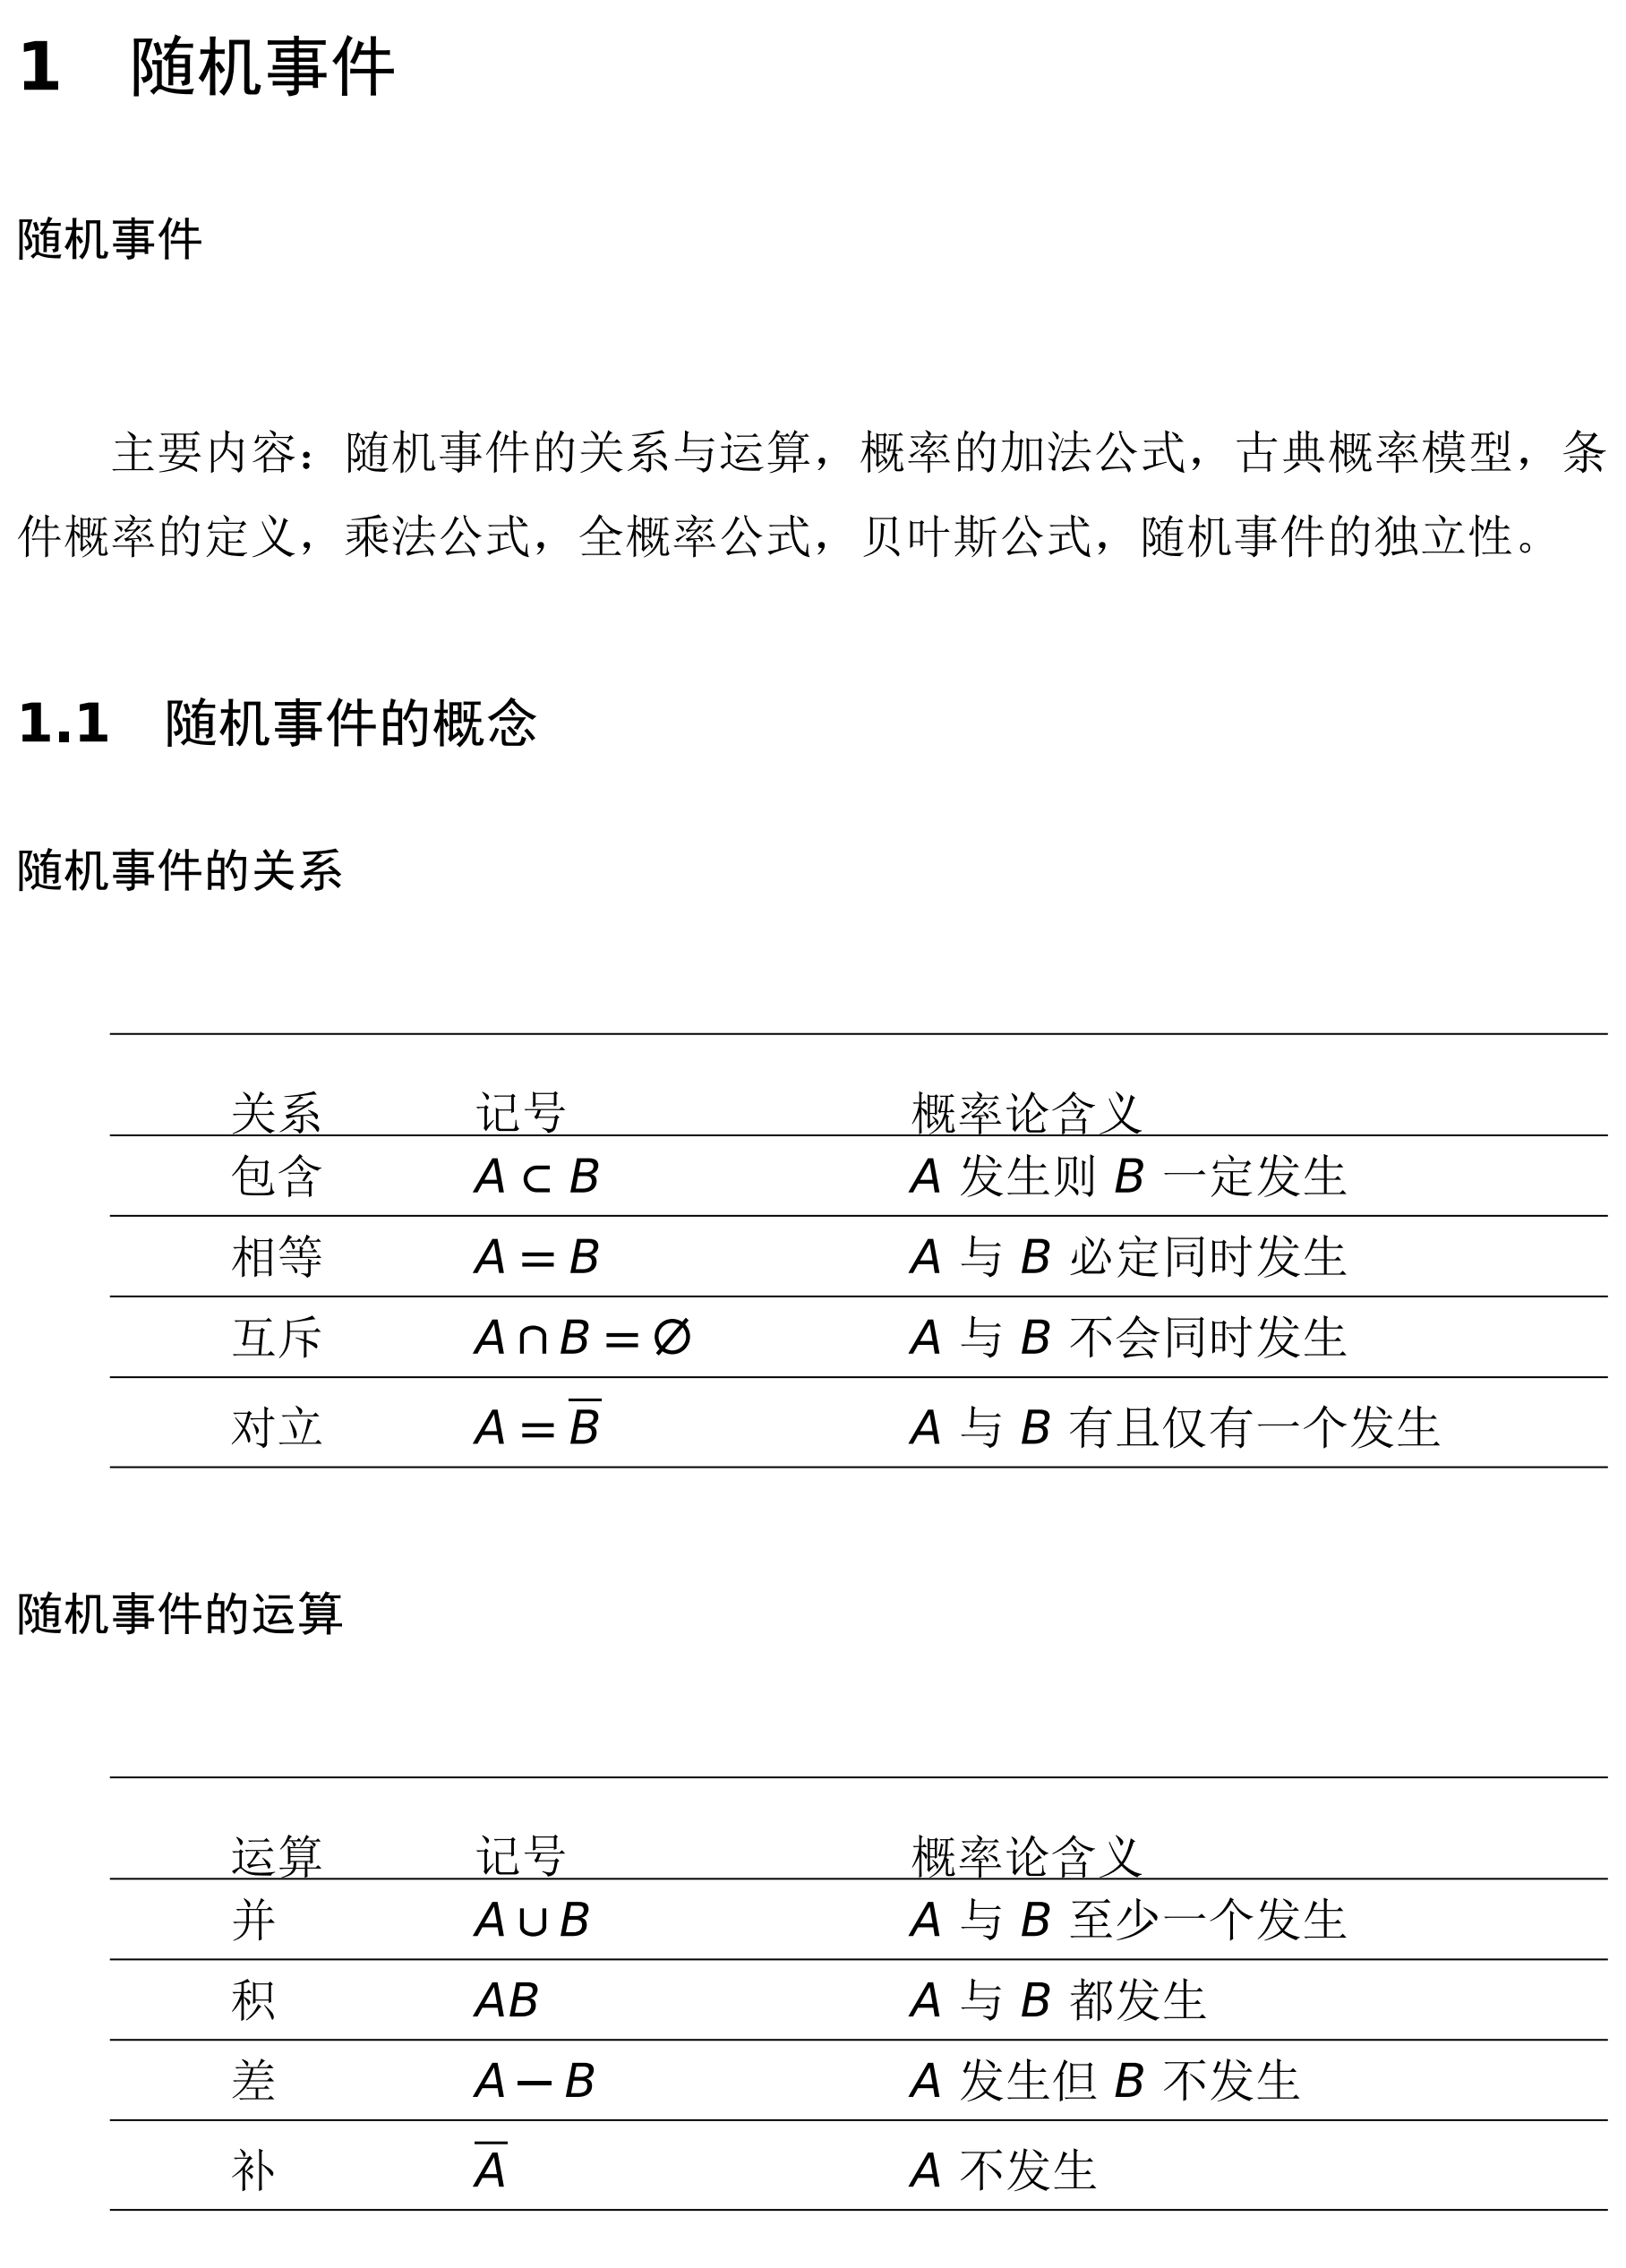 1 随机事件
随机事件
主要内容：随机事件的关系与运算，概率的加法公式，古典概率模型，条
件概率的定义，乘法公式，全概率公式，贝叶斯公式，随机事件的独立性。
1.1 随机事件的概念
随机事件的关系
关系 记号 概率论含义
包含 A ⊂ B A 发生则 B 一定发生
相等 A = B A 与 B 必定同时发生
互斥 A ∩ B = ∅ A 与 B 不会同时发生
对立 A = B̅ A 与 B 有且仅有一个发生
随机事件的运算
运算 记号 概率论含义
并 A ∪ B A 与 B 至少一个发生
积 AB A 与 B 都发生
差 A − B A 发生但 B 不发生
补 A̅ A 不发生